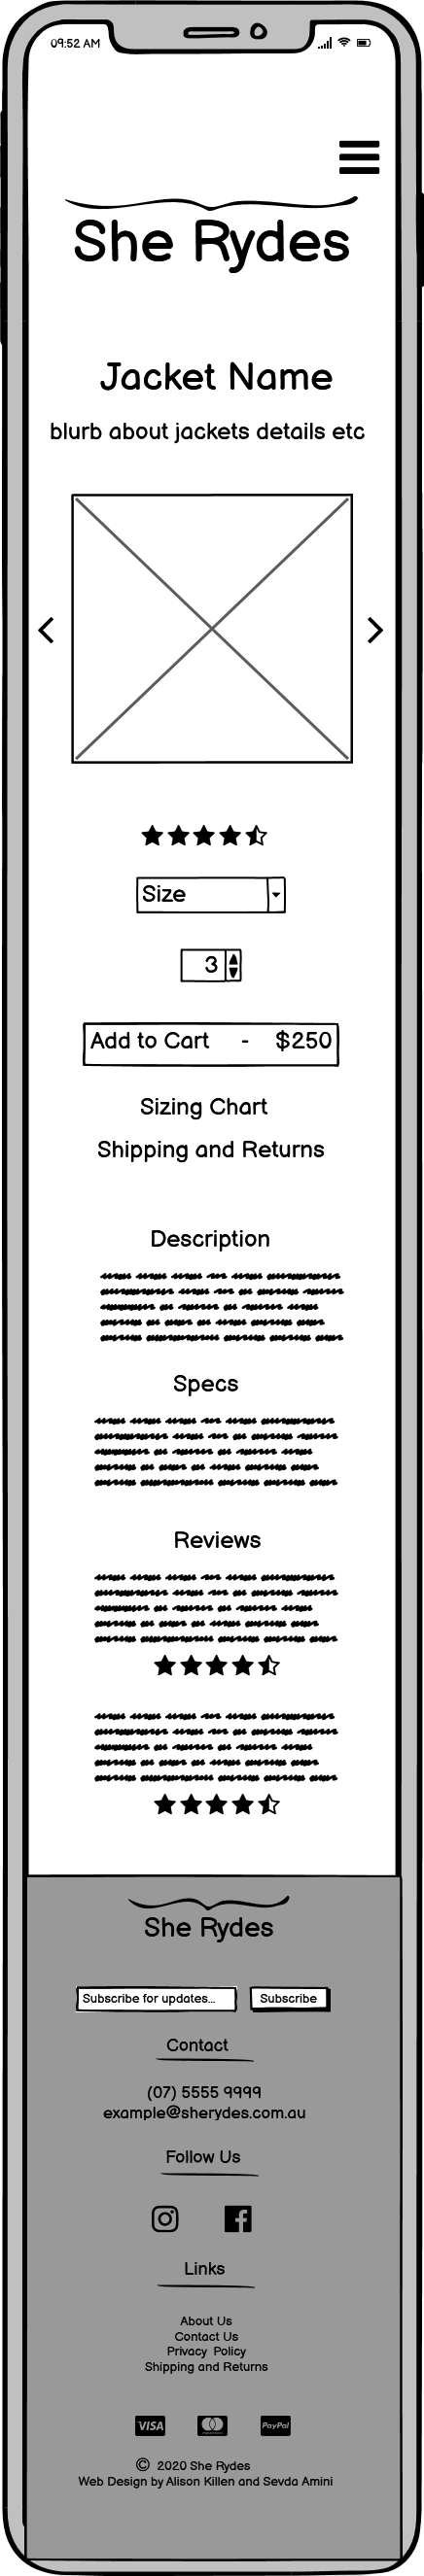 09:52 AM
She Rydes
Jacket Name
blurb about jackets details etc
Size
3
Add to Cart - $250
Sizing Chart
Shipping and Returns
Description
Specs
Reviews
She Rydes
Subscribe for updates... Subscribe
Contact
(07) 5555 9999
example@sherydes.com.au
Follow Us
Links
About Us
Contact Us
Privacy Policy
Shipping and Returns
VISA PayPal
© 2020 She Rydes
Web Design by Alison Killen and Sevda Amini